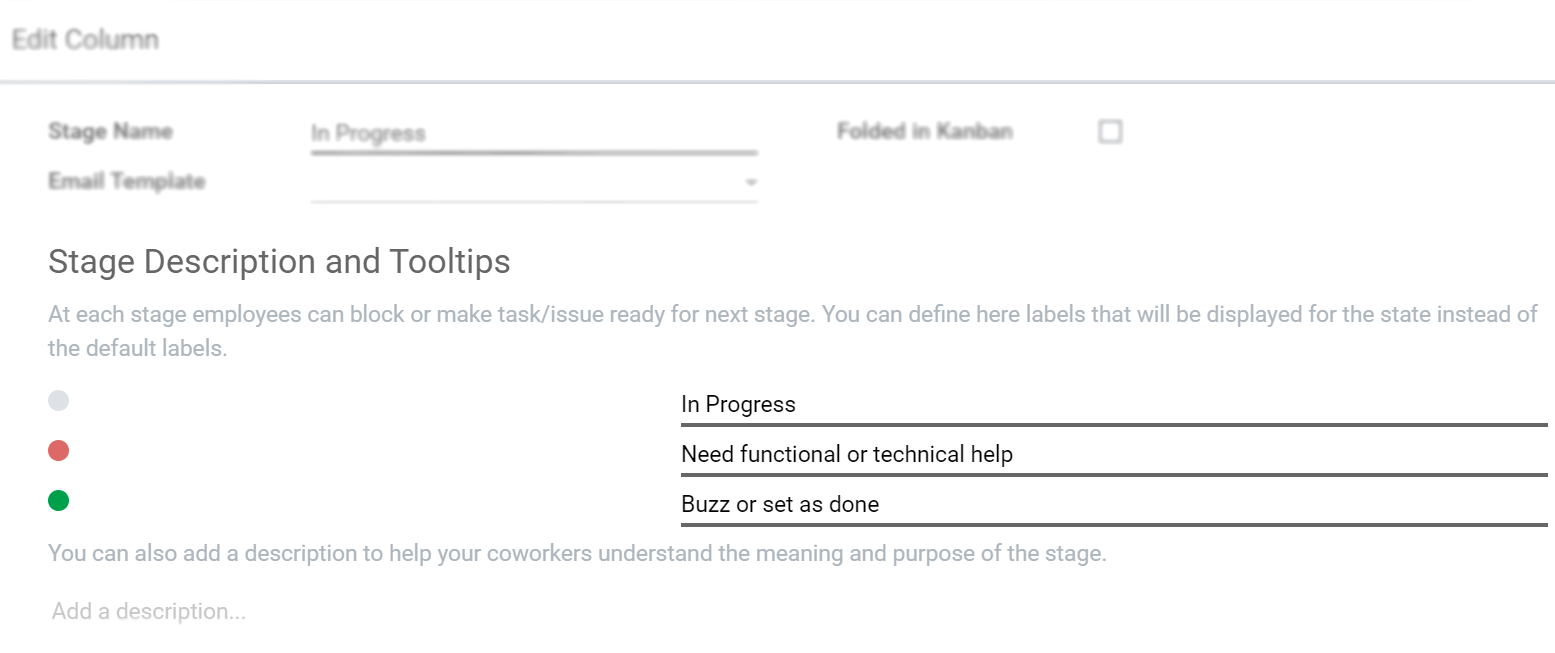 Edit Column
Stage Name
In Progress
Folded in Kanban
Email Template
Stage Description and Tooltips
At each stage employees can block or make task/issue ready for next stage. You can define here labels that will be displayed for the state instead of
the default labels.
In Progress
Need functional or technical help
Buzz or set as done
You can also add a description to help your coworkers understand the meaning and purpose of the stage.
Add a description...